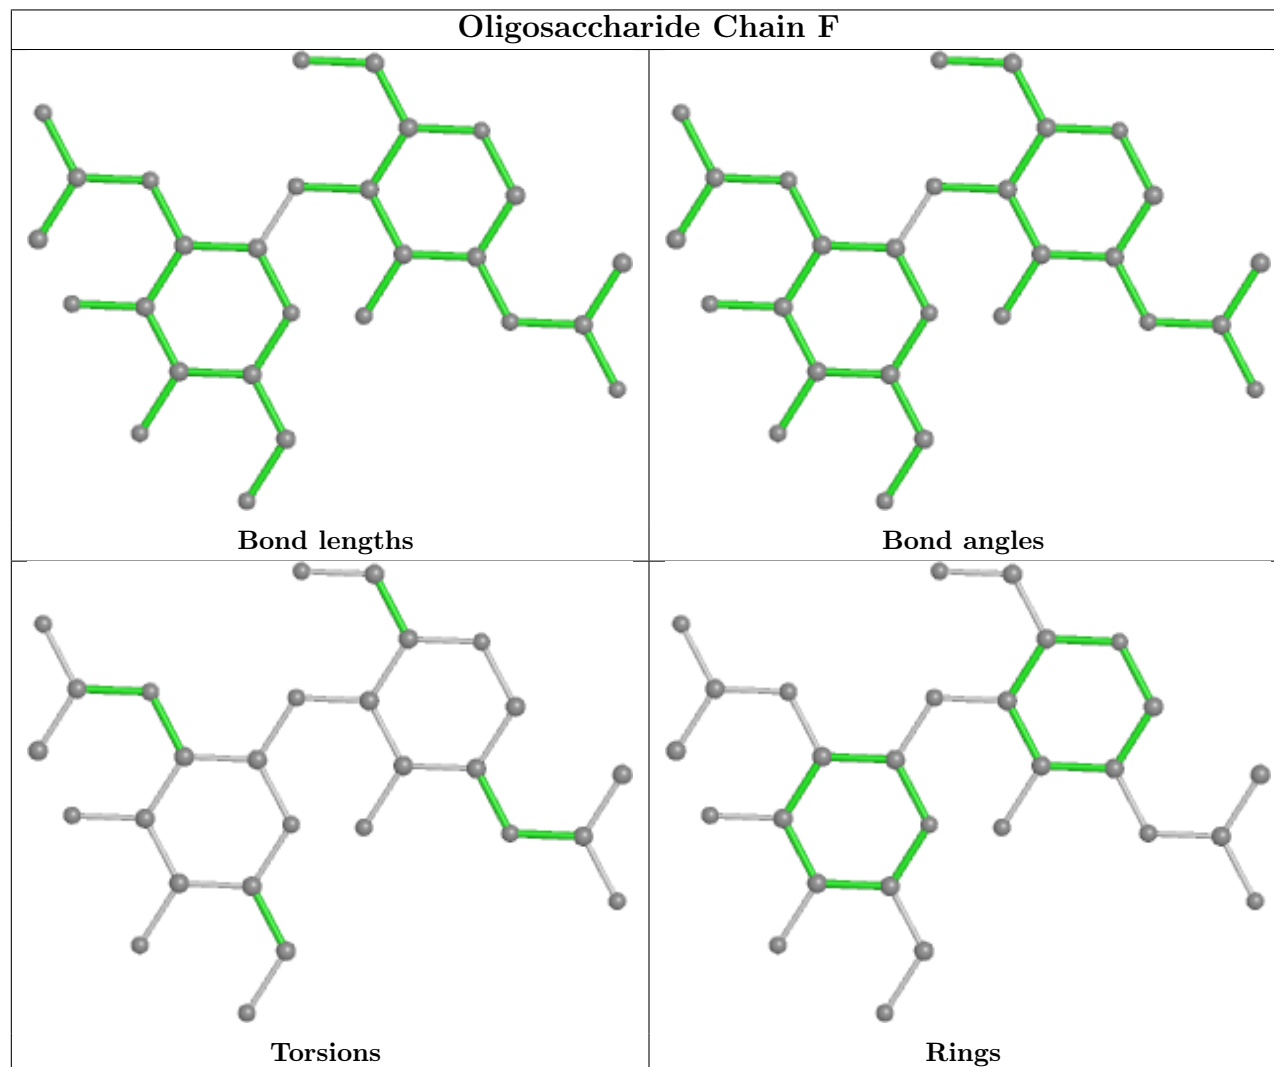 Oligosaccharide Chain F
Bond lengths
Bond angles
Torsions
Rings